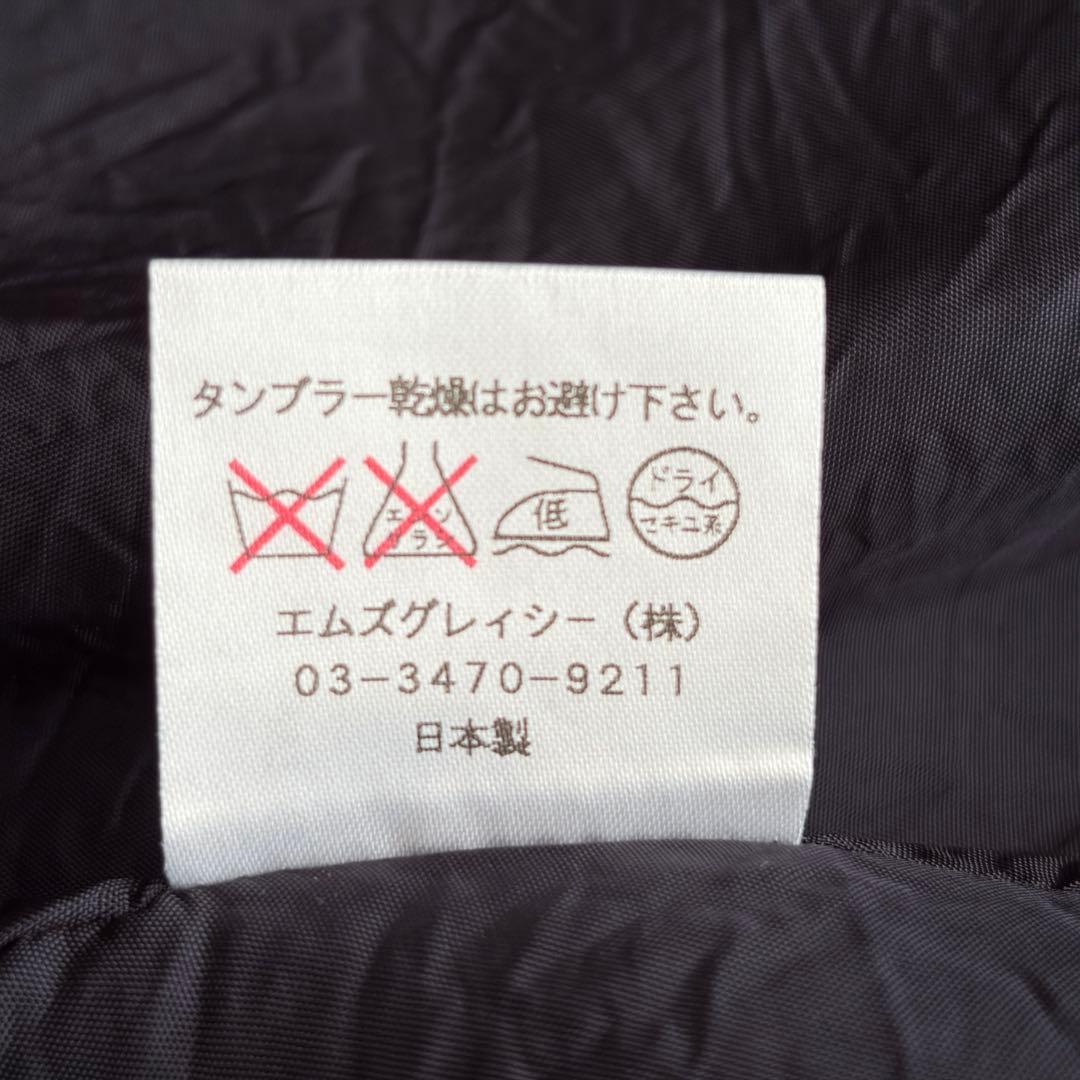 タンブラー乾燥はお避け下さい。
エンソ
サラシ
低
ドライ
セキユ系
エムズグレイシー（株）
03-3470-9211
日本製